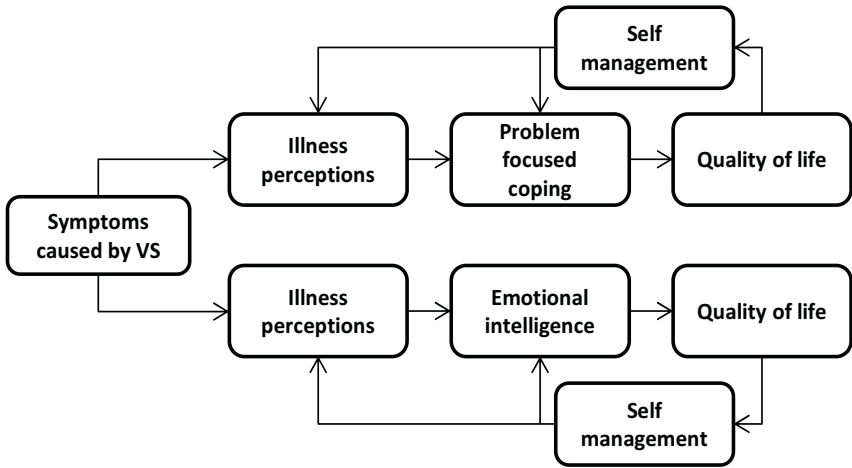 Self
management
Illness
perceptions
Problem
focused
coping
Quality of life
Symptoms
caused by VS
Illness
perceptions
Emotional
intelligence
Quality of life
Self
management